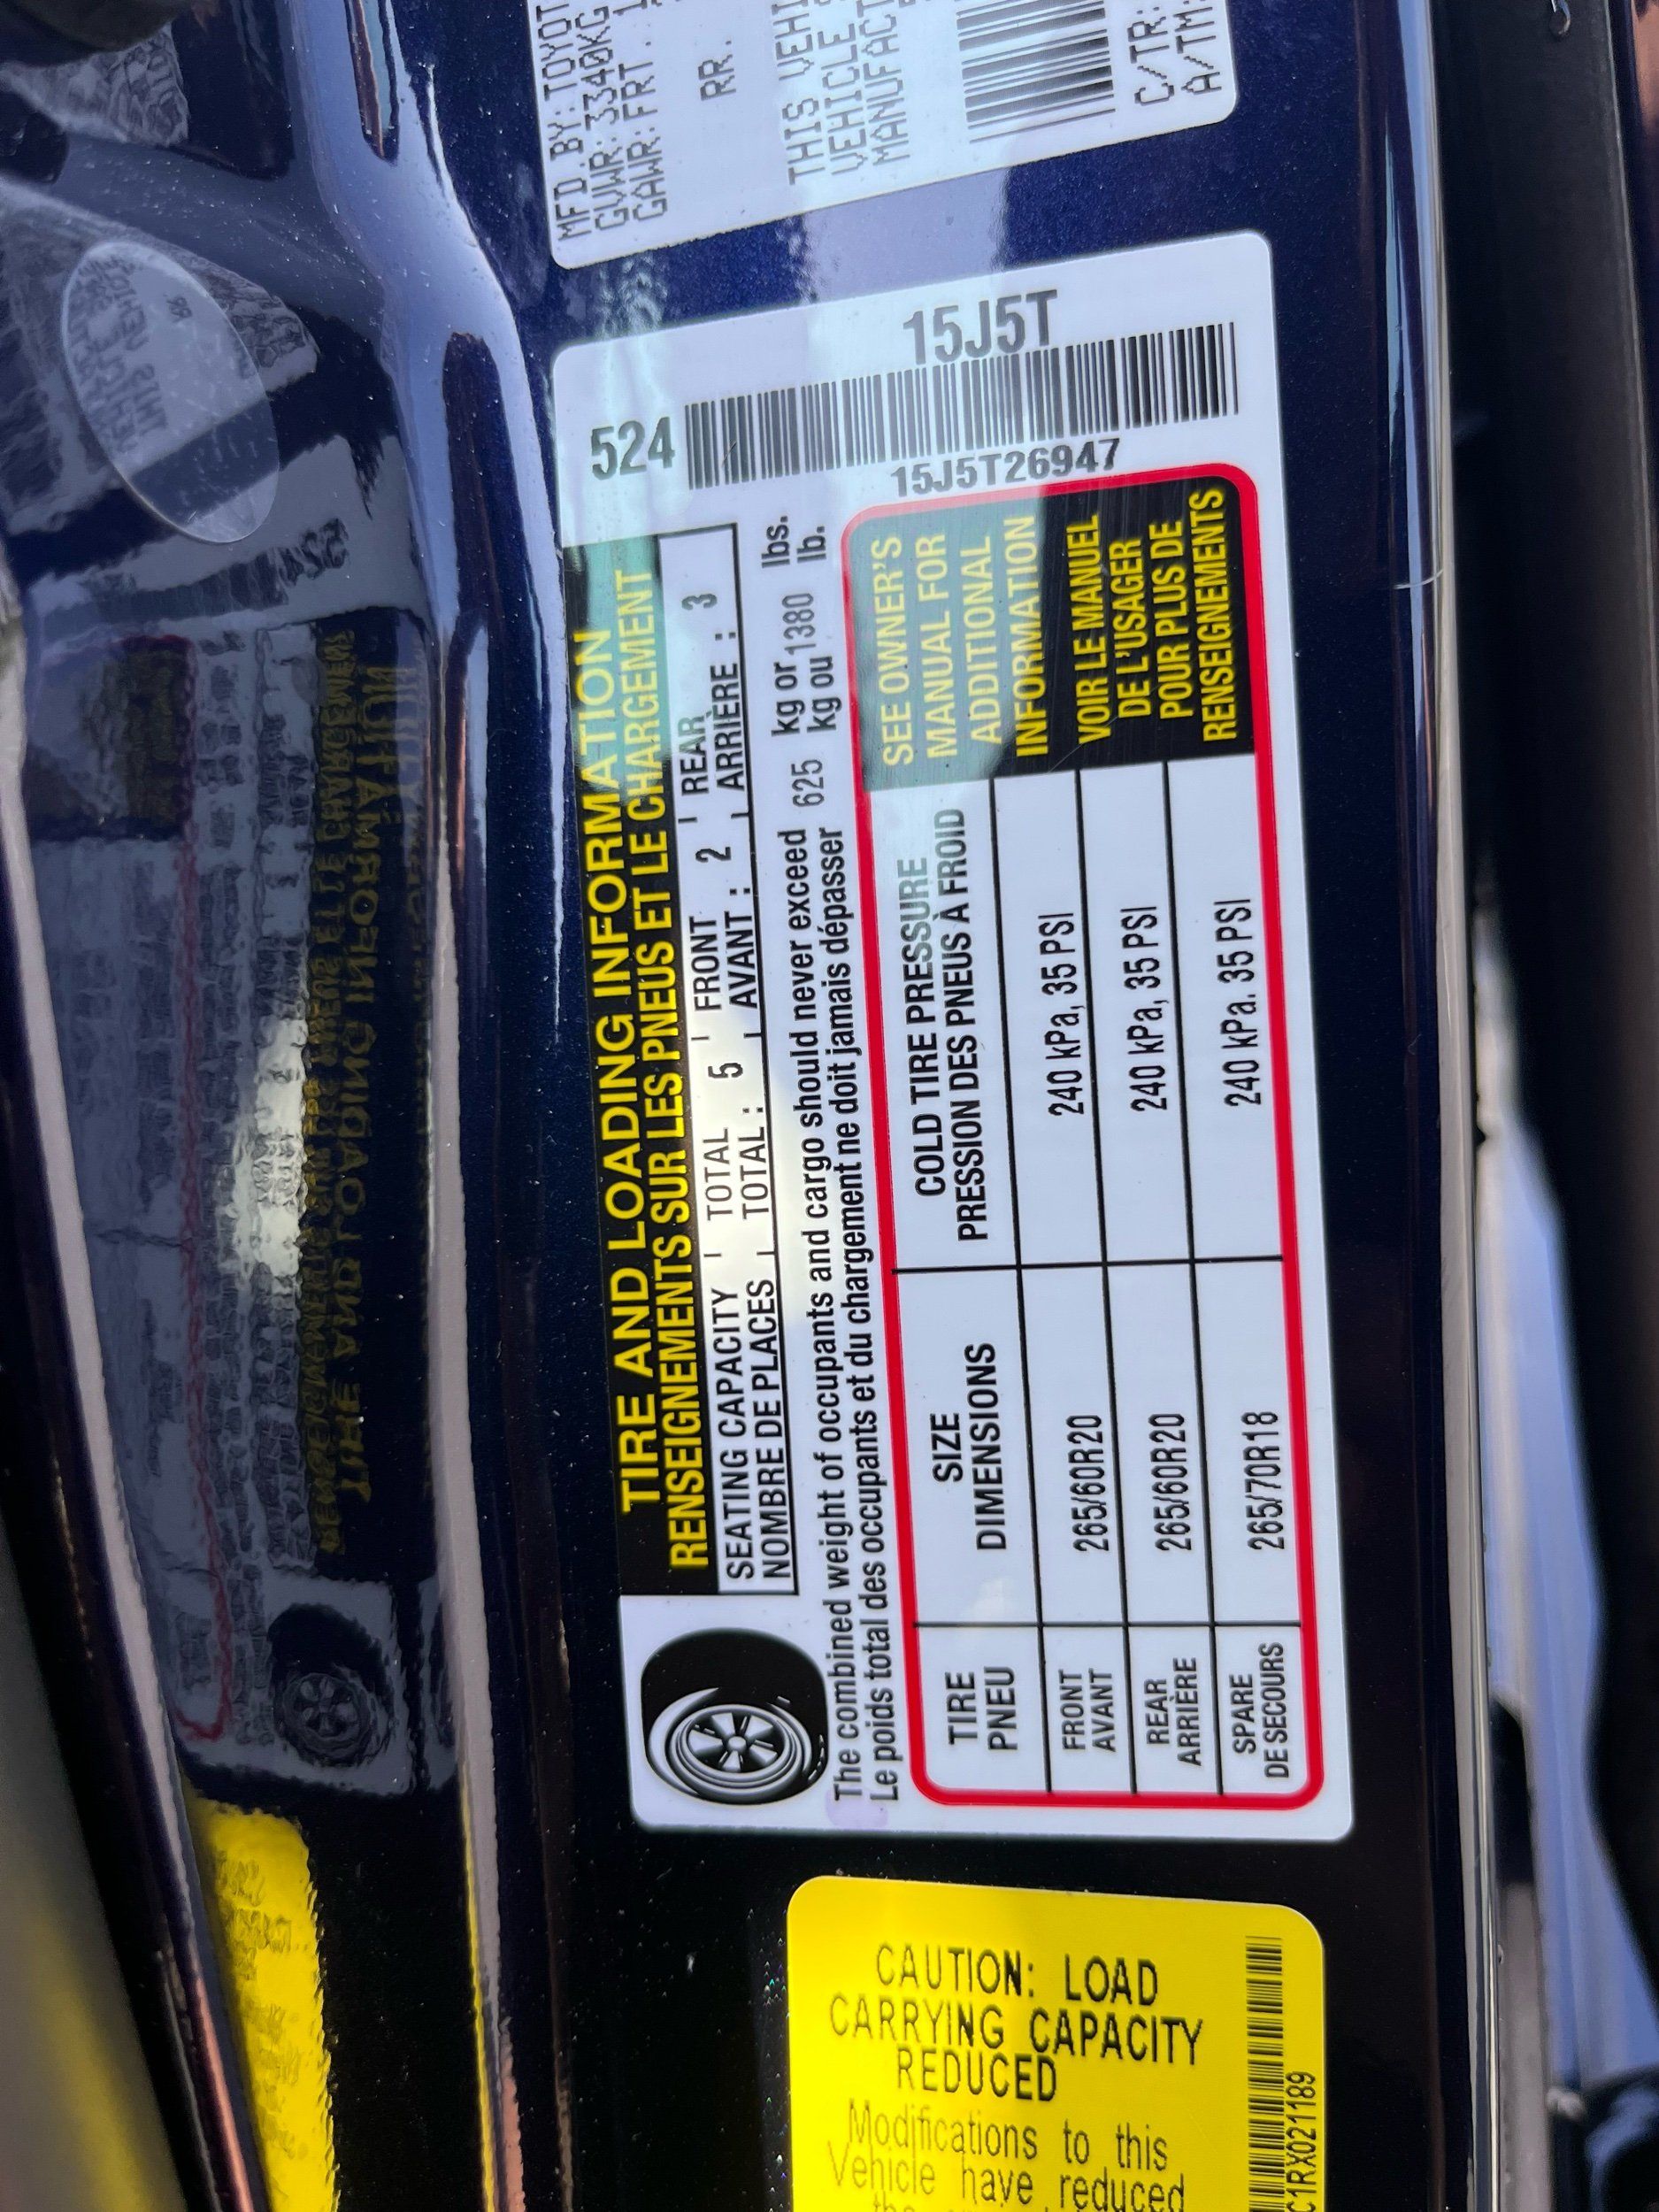 MFD.BY:TOYOT
GVWR:3340KG
GAWR:FRT.
RR.
THIS VEHI
VEHICLE
MANUFACT
C/TR:
A/TM:
524
15J5T
15J5T26947
TIRE AND LOADING INFORMATION
RENSEIGNEMENTS SUR LES PNEUS ET LE CHARGEMENT
SEATING CAPACITY TOTAL 5 FRONT 2 REAR 3
NOMBRE DE PLACES TOTAL : AVANT : ARRIÈRE :
The combined weight of occupants and cargo should never exceed 625 kg or 1380 lbs.
Le poids total des occupants et du chargement ne doit jamais dépasser kg ou lb.
TIRE SIZE COLD TIRE PRESSURE
PNEU DIMENSIONS PRESSION DES PNEUS À FROID
FRONT 265/60R20 240 kPa, 35 PSI
AVANT
REAR 265/60R20 240 kPa, 35 PSI
ARRIÈRE
SPARE 265/70R18 240 kPa. 35 PSI
DE SECOURS
SEE OWNER'S
MANUAL FOR
ADDITIONAL
INFORMATION
VOIR LE MANUEL
DE L'USAGER
POUR PLUS DE
RENSEIGNEMENTS
CAUTION: LOAD
CARRYING CAPACITY
REDUCED
Modifications to this
Vehicle have reduced
the
C1RX021189